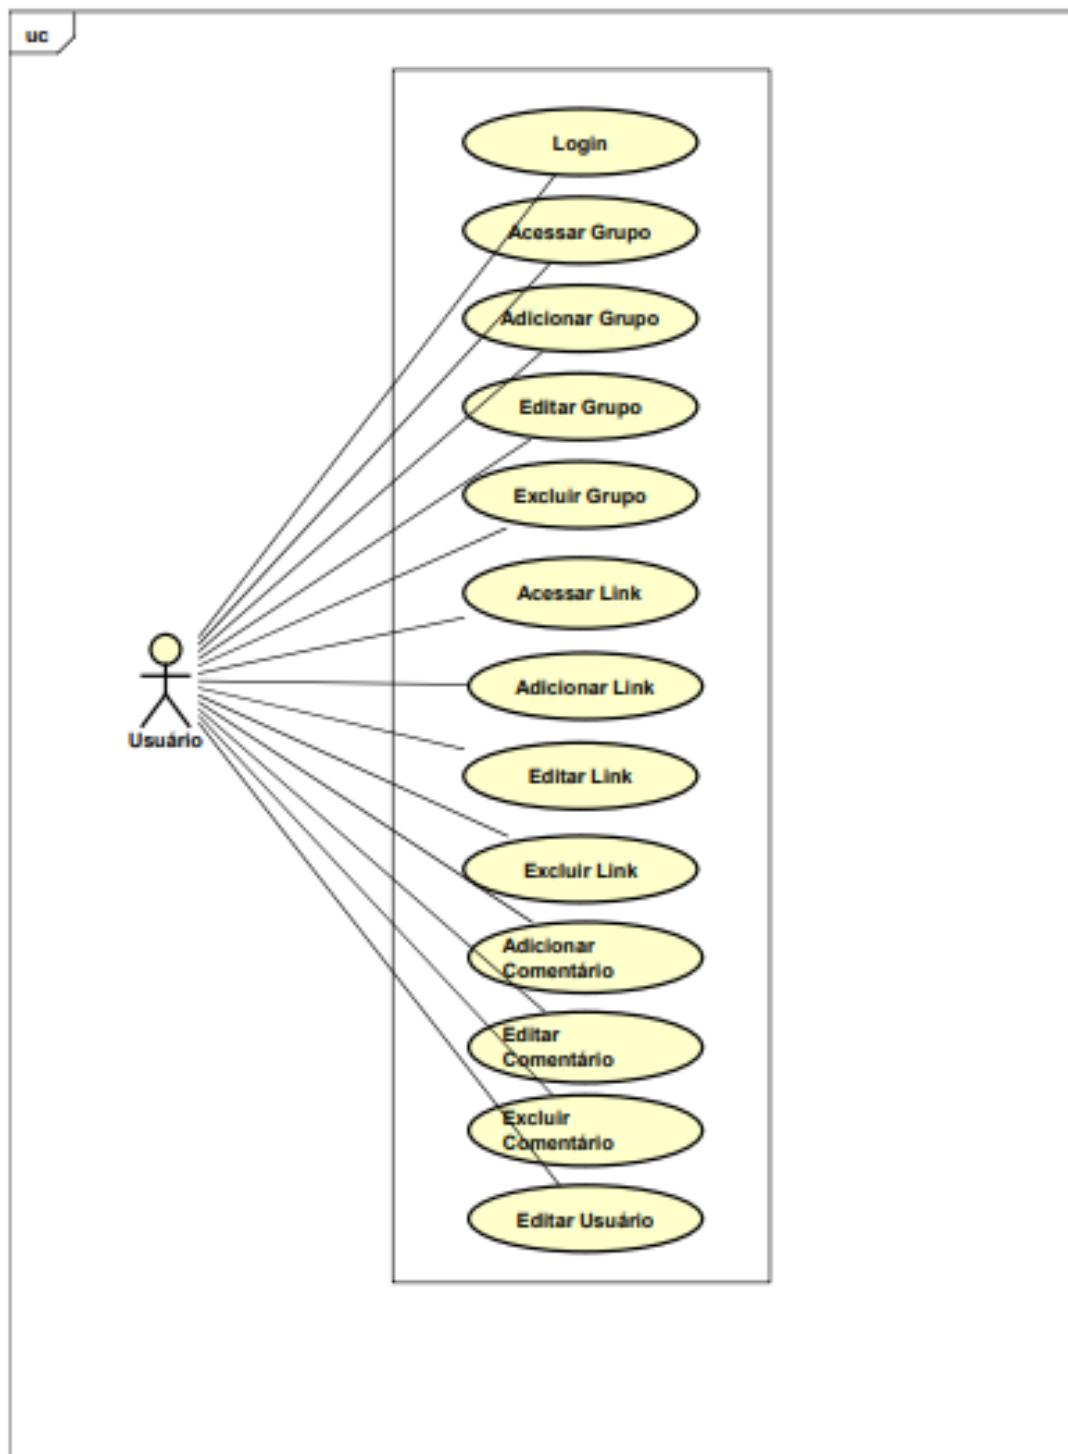 uc
Login
Acessar Grupo
Adicionar Grupo
Editar Grupo
Excluir Grupo
Acessar Link
Adicionar Link
Usuário
Editar Link
Excluir Link
Adicionar
Comentário
Editar
Comentário
Excluir
Comentário
Editar Usuário